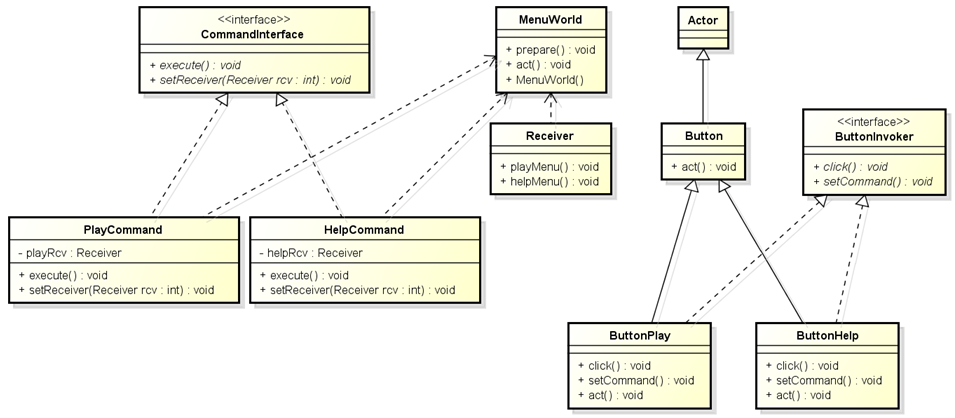 <<interface>>
CommandInterface
+ execute() : void
+ setReceiver(Receiver rcv : int) : void
MenuWorld
+ prepare() : void
+ act() : void
+ MenuWorld()
Actor
Receiver
+ playMenu() : void
+ helpMenu() : void
Button
+ act() : void
<<interface>>
ButtonInvoker
+ click() : void
+ setCommand() : void
PlayCommand
- playRcv : Receiver
+ execute() : void
+ setReceiver(Receiver rcv : int) : void
HelpCommand
- helpRcv : Receiver
+ execute() : void
+ setReceiver(Receiver rcv : int) : void
ButtonPlay
+ click() : void
+ setCommand() : void
+ act() : void
ButtonHelp
+ click() : void
+ setCommand() : void
+ act() : void